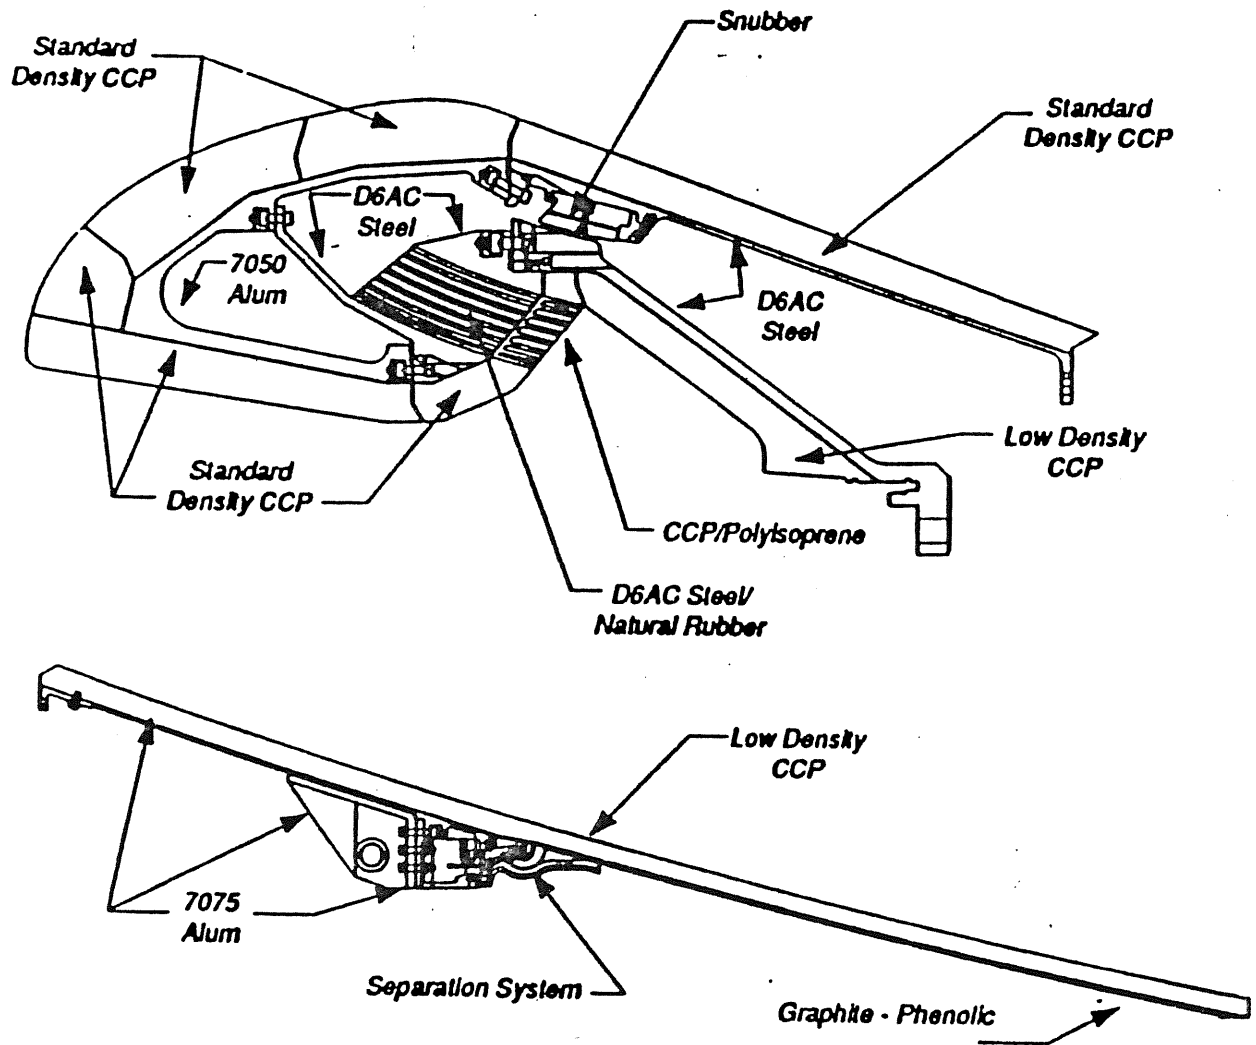 Snubber
Standard
Density CCP
Standard
Density CCP
D6AC
Steel
7050
Alum
D6AC
Steel
Low Density
CCP
Standard
Density CCP
CCP/Polyisoprene
D6AC Steel/
Natural Rubber
Low Density
CCP
7075
Alum
Separation System
Graphite - Phenolic